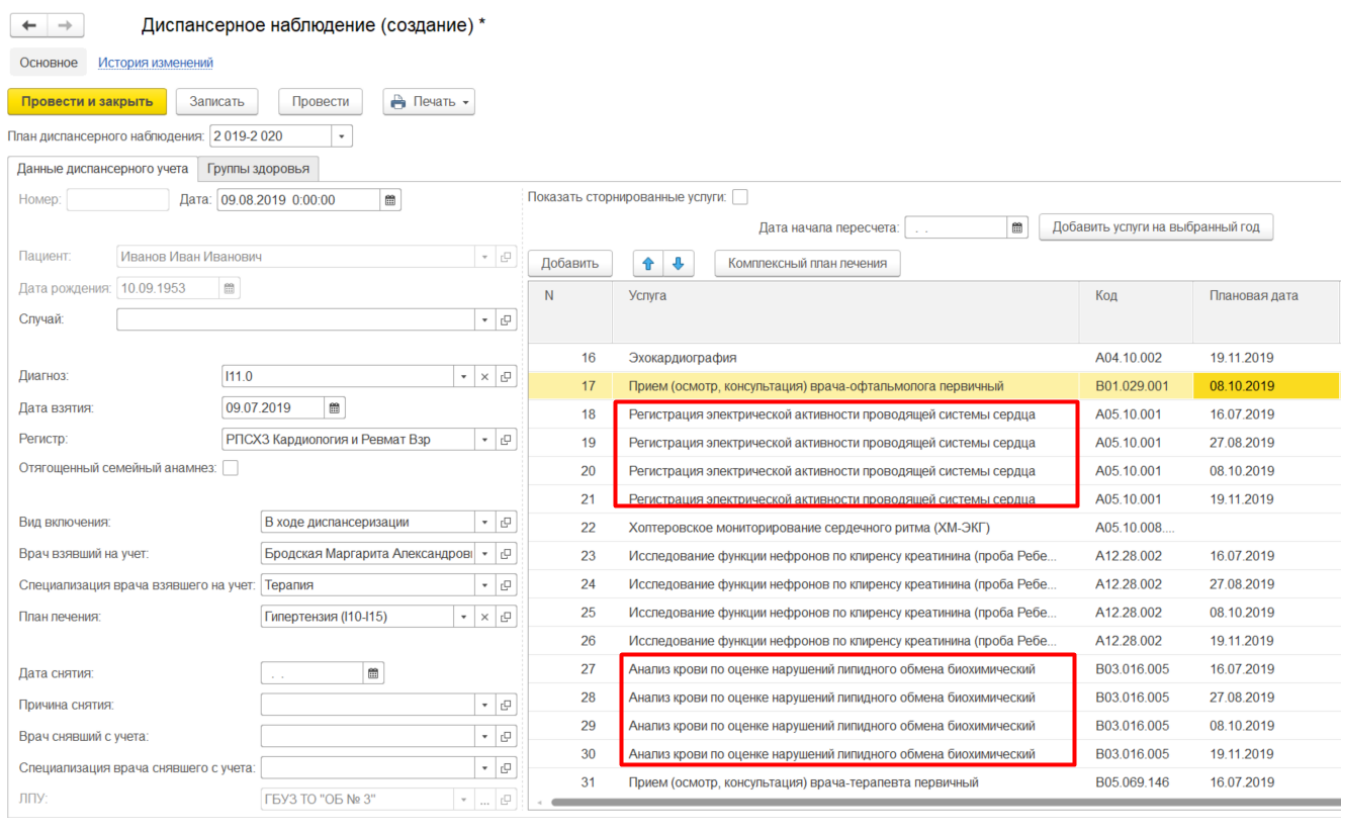 Диспансерное наблюдение (создание) *
Основное История изменений
Провести и закрыть Записать Провести Печать
План диспансерного наблюдения: 2 019-2 020
Данные диспансерного учета Группы здоровья
Номер: Дата: 09.08.2019 0:00:00
Пациент: Иванов Иван Иванович
Дата рождения: 10.09.1953
Случай:
Диагноз: I11.0
Дата взятия: 09.07.2019
Регистр: РПСХЗ Кардиология и Ревмат Взр
Отягощенный семейный анамнез:
Вид включения: В ходе диспансеризации
Врач взявший на учет: Бродская Маргарита Александров
Специализация врача взявшего на учет: Терапия
План лечения: Гипертензия (I10-I15)
Дата снятия: . .
Причина снятия:
Врач снявший с учета:
Специализация врача снявшего с учета:
ЛПУ: ГБУЗ ТО "ОБ № 3" ...
Показать сторнированные услуги:
Дата начала пересчета: . . Добавить услуги на выбранный год
Добавить Комплексный план лечения
N Услуга Код Плановая дата
16 Эхокардиография A04.10.002 19.11.2019
17 Прием (осмотр, консультация) врача-офтальмолога первичный B01.029.001 08.10.2019
18 Регистрация электрической активности проводящей системы сердца A05.10.001 16.07.2019
19 Регистрация электрической активности проводящей системы сердца A05.10.001 27.08.2019
20 Регистрация электрической активности проводящей системы сердца A05.10.001 08.10.2019
21 Регистрация электрической активности проводящей системы сердца A05.10.001 19.11.2019
22 Холтеровское мониторирование сердечного ритма (ХМ-ЭКГ) A05.10.008....
23 Исследование функции нефронов по клиренсу креатинина (проба Ребе... A12.28.002 16.07.2019
24 Исследование функции нефронов по клиренсу креатинина (проба Ребе... A12.28.002 27.08.2019
25 Исследование функции нефронов по клиренсу креатинина (проба Ребе... A12.28.002 08.10.2019
26 Исследование функции нефронов по клиренсу креатинина (проба Ребе... A12.28.002 19.11.2019
27 Анализ крови по оценке нарушений липидного обмена биохимический B03.016.005 16.07.2019
28 Анализ крови по оценке нарушений липидного обмена биохимический B03.016.005 27.08.2019
29 Анализ крови по оценке нарушений липидного обмена биохимический B03.016.005 08.10.2019
30 Анализ крови по оценке нарушений липидного обмена биохимический B03.016.005 19.11.2019
31 Прием (осмотр, консультация) врача-терапевта первичный B05.069.146 16.07.2019